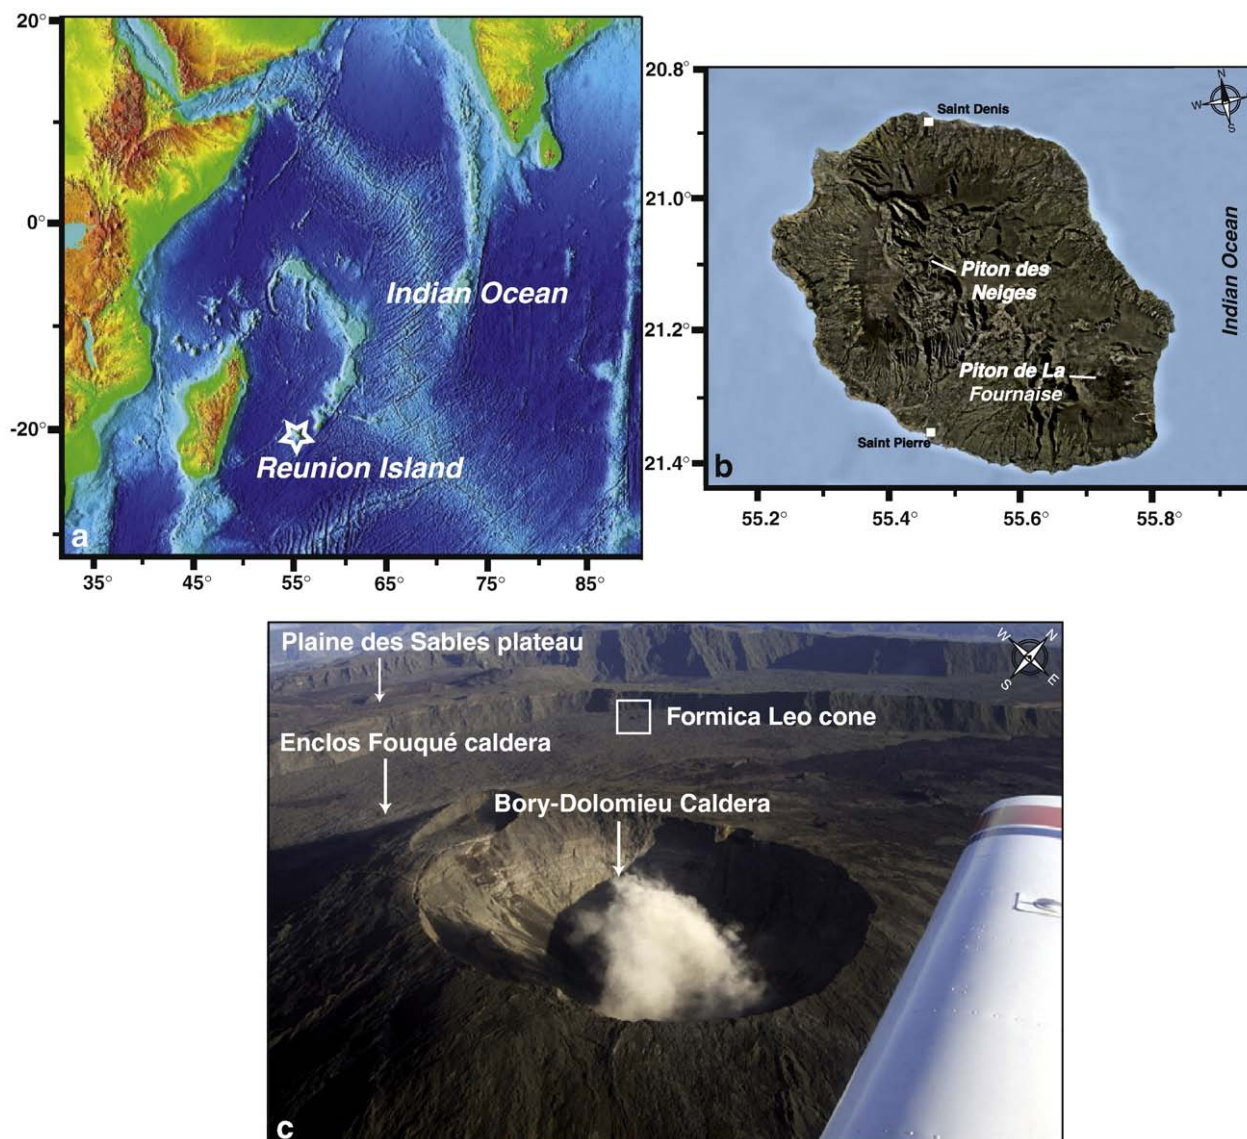 20°
10°
0°
-10°
-20°
Indian Ocean
Reunion Island
a
35°
45°
55°
65°
75°
85°
20.8°
21.0°
21.2°
21.4°
Saint Denis
N
W
E
S
Piton des
Neiges
Piton de La
Fournaise
Saint Pierre
Indian Ocean
b
55.2°
55.4°
55.6°
55.8°
Plaine des Sables plateau
W
N
S
E
Formica Leo cone
Enclos Fouqué caldera
Bory-Dolomieu Caldera
c